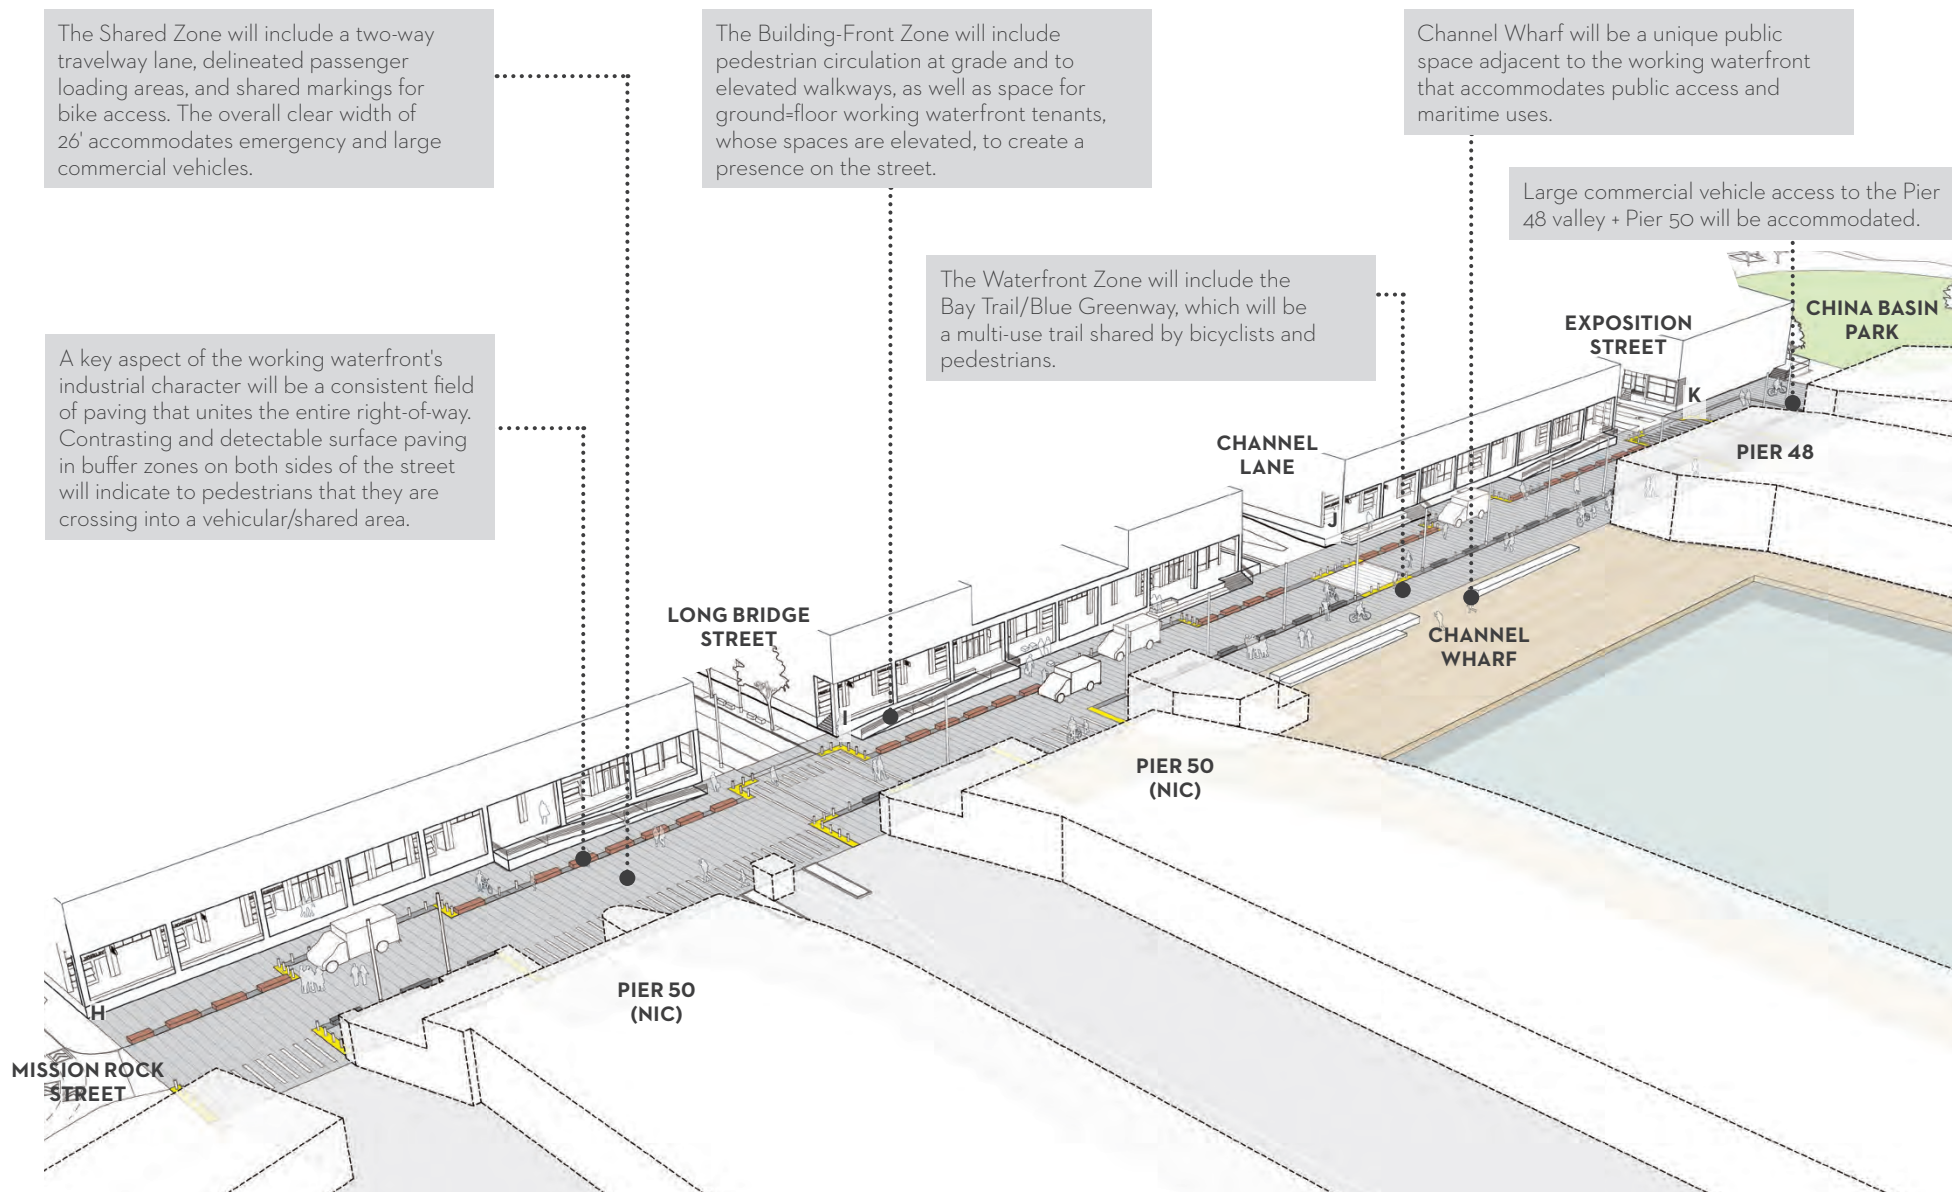 The Shared Zone will include a two-way
travelway lane, delineated passenger
loading areas, and shared markings for
bike access. The overall clear width of
26' accommodates emergency and large
commercial vehicles.
The Building-Front Zone will include
pedestrian circulation at grade and to
elevated walkways, as well as space for
ground=floor working waterfront tenants,
whose spaces are elevated, to create a
presence on the street.
Channel Wharf will be a unique public
space adjacent to the working waterfront
that accommodates public access and
maritime uses.
Large commercial vehicle access to the Pier
48 valley + Pier 50 will be accommodated.
The Waterfront Zone will include the
Bay Trail/Blue Greenway, which will be
a multi-use trail shared by bicyclists and
pedestrians.
A key aspect of the working waterfront's
industrial character will be a consistent field
of paving that unites the entire right-of-way.
Contrasting and detectable surface paving
in buffer zones on both sides of the street
will indicate to pedestrians that they are
crossing into a vehicular/shared area.
CHINA BASIN
PARK
EXPOSITION
STREET
K
PIER 48
CHANNEL
LANE
J
LONG BRIDGE
STREET
CHANNEL
WHARF
I
PIER 50
(NIC)
PIER 50
(NIC)
H
MISSION ROCK
STREET